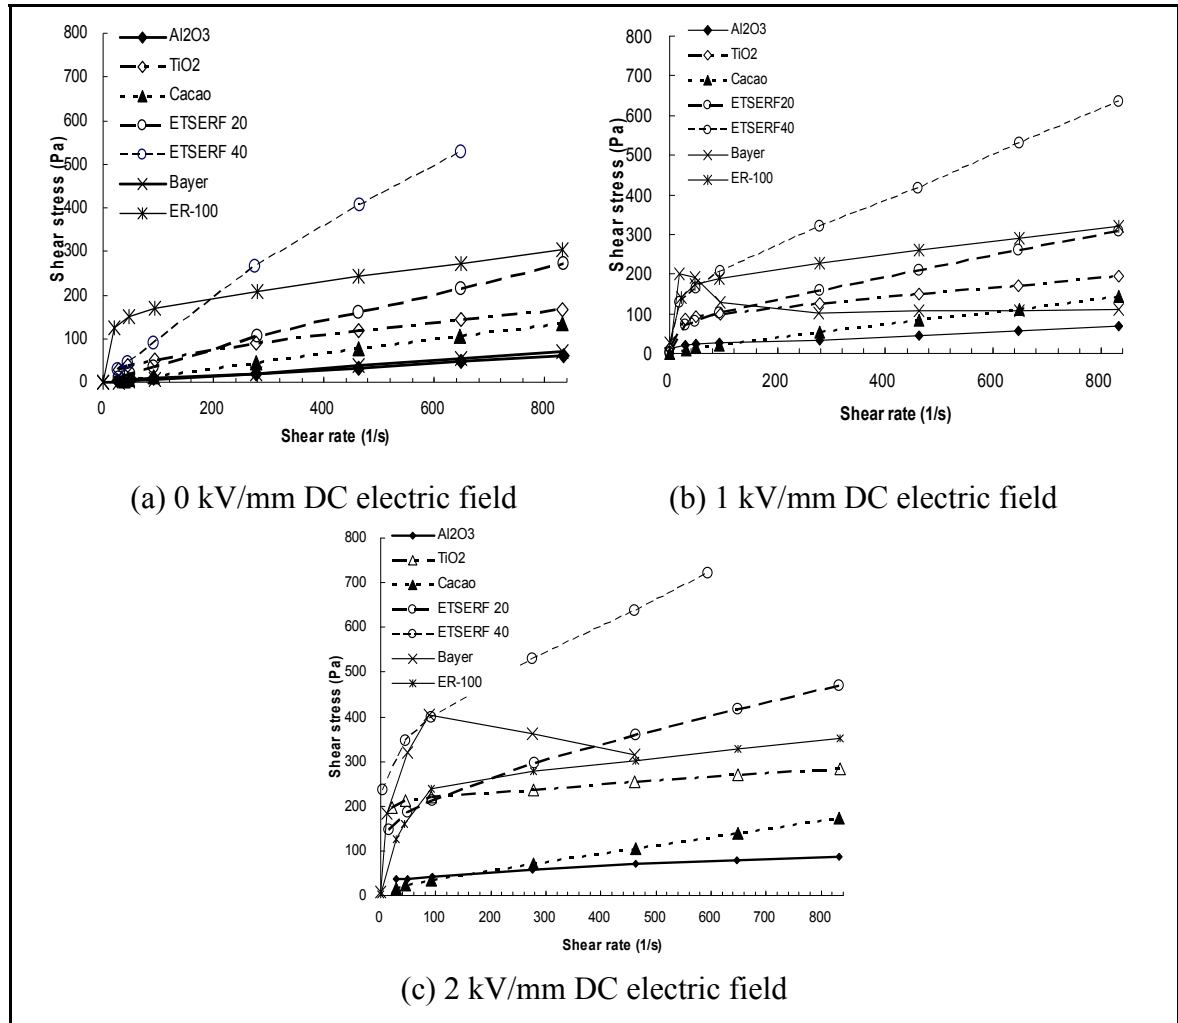 800
700
600
500
400
300
200
100
0
Shear stress (Pa)
Al2O3
TiO2
Cacao
ETSERF 20
ETSERF 40
Bayer
ER-100
0 200 400 600 800
Shear rate (1/s)
(a) 0 kV/mm DC electric field
800
700
600
500
400
300
200
100
0
Shear stress (Pa)
Al2O3
TiO2
Cacao
ETSERF20
ETSERF40
Bayer
ER-100
0 200 400 600 800
Shear rate (1/s)
(b) 1 kV/mm DC electric field
800
700
600
500
400
300
200
100
0
Shear stress (Pa)
Al2O3
TiO2
Cacao
ETSERF 20
ETSERF 40
Bayer
ER-100
0 100 200 300 400 500 600 700 800
Shear rate (1/s)
(c) 2 kV/mm DC electric field